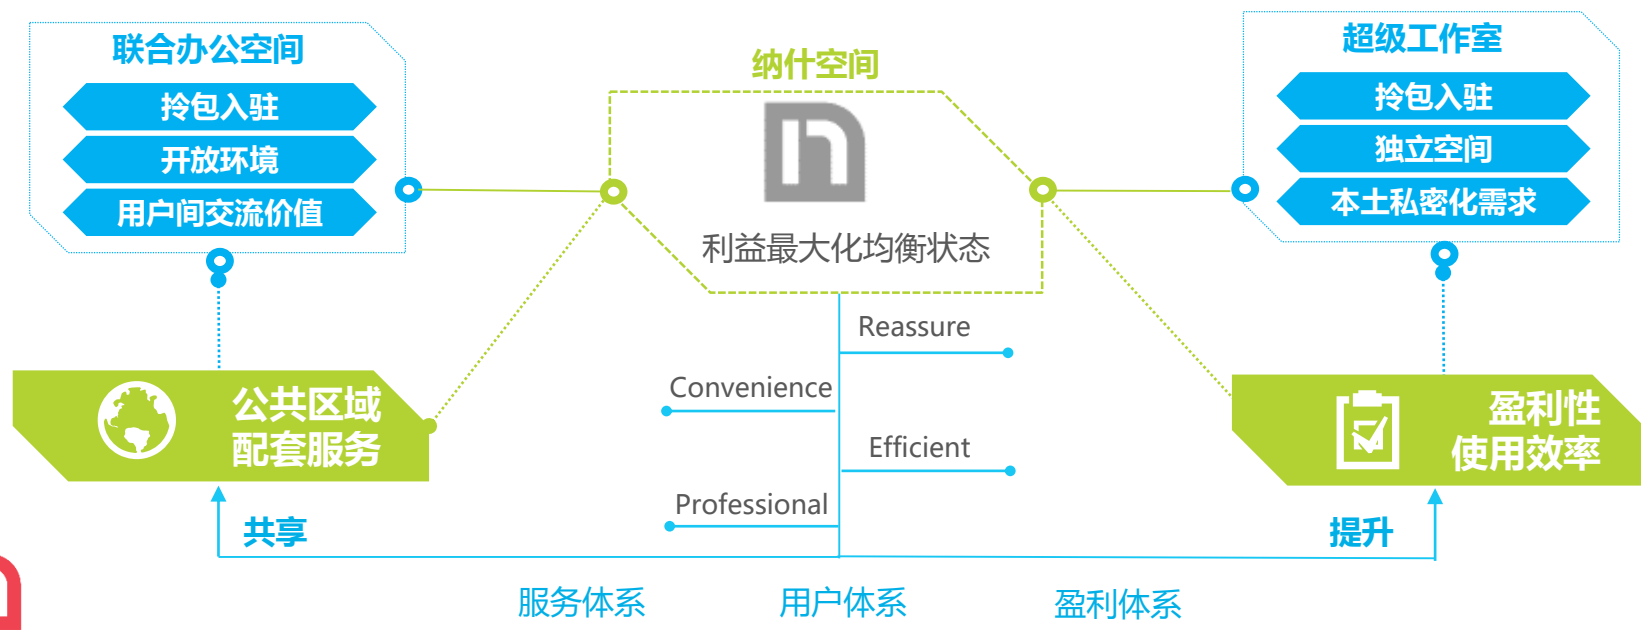 联合办公空间
拎包入驻
开放环境
用户间交流价值
纳什空间
利益最大化均衡状态
超级工作室
拎包入驻
独立空间
本土私密化需求
Reassure
Convenience
Efficient
Professional
公共区域
配套服务
盈利性
使用效率
共享
提升
服务体系
用户体系
盈利体系